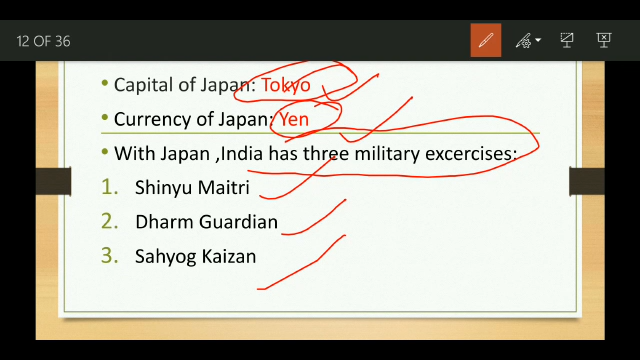 12 OF 36
• Capital of Japan: Tokyo
• Currency of Japan: Yen
• With Japan ,India has three military excercises:
1. Shinyu Maitri
2. Dharm Guardian
3. Sahyog Kaizan